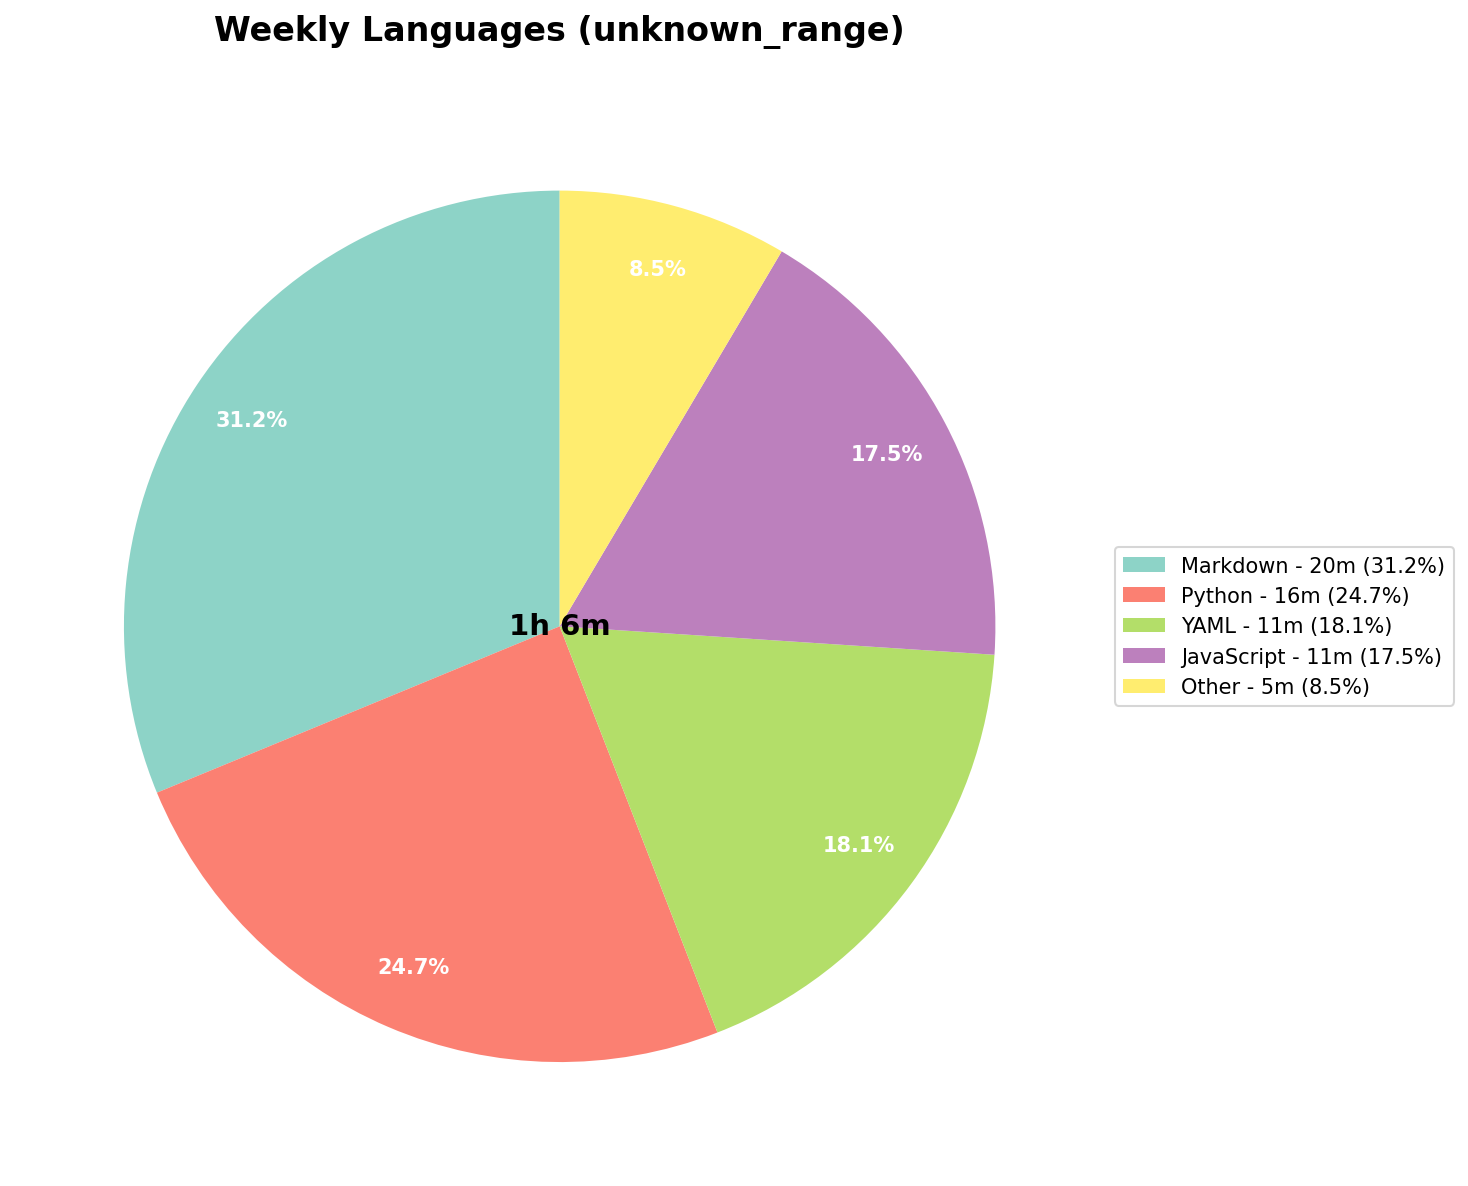 Weekly Languages (unknown_range)
8.5%
31.2%
17.5%
1h 6m
18.1%
24.7%
Markdown - 20m (31.2%)
Python - 16m (24.7%)
YAML - 11m (18.1%)
JavaScript - 11m (17.5%)
Other - 5m (8.5%)